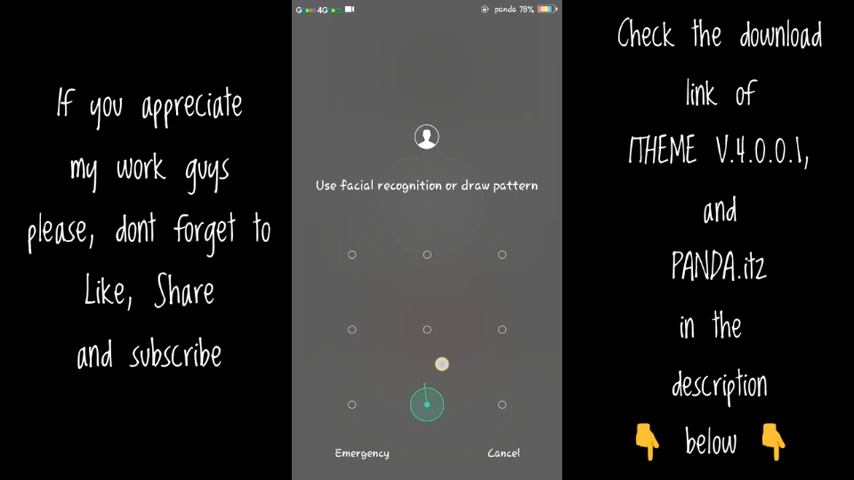 If you appreciate
my work guys
please, dont forget to
Like, Share
and subscribe
G 4G
panda 78%
Use facial recognition or draw pattern
Emergency
Cancel
Check the download
link of
ITHEME V.4.0.0.1,
and
PANDA.itz
in the
description
below